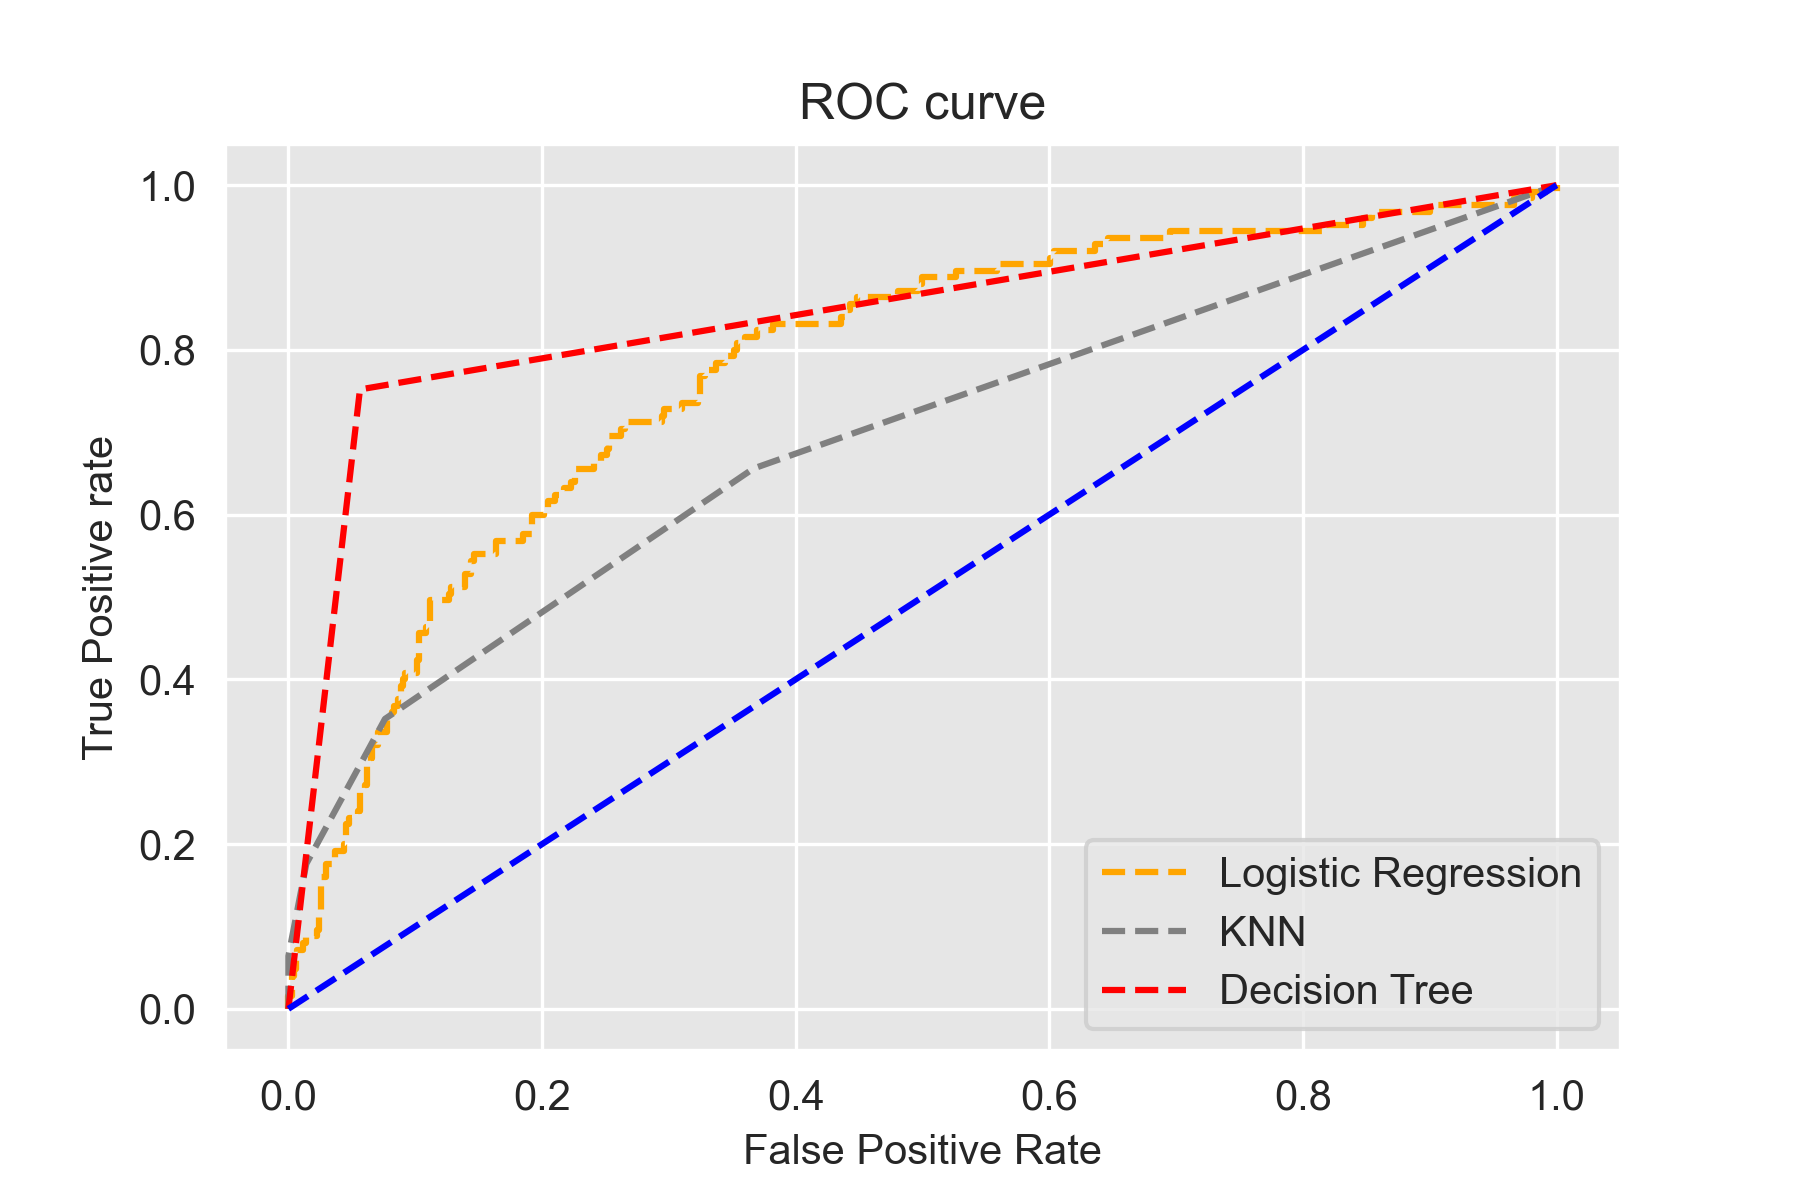 ROC curve
1.0
0.8
0.6
0.4
0.2
0.0
True Positive rate
0.0 0.2 0.4 0.6 0.8 1.0
False Positive Rate
Logistic Regression
KNN
Decision Tree